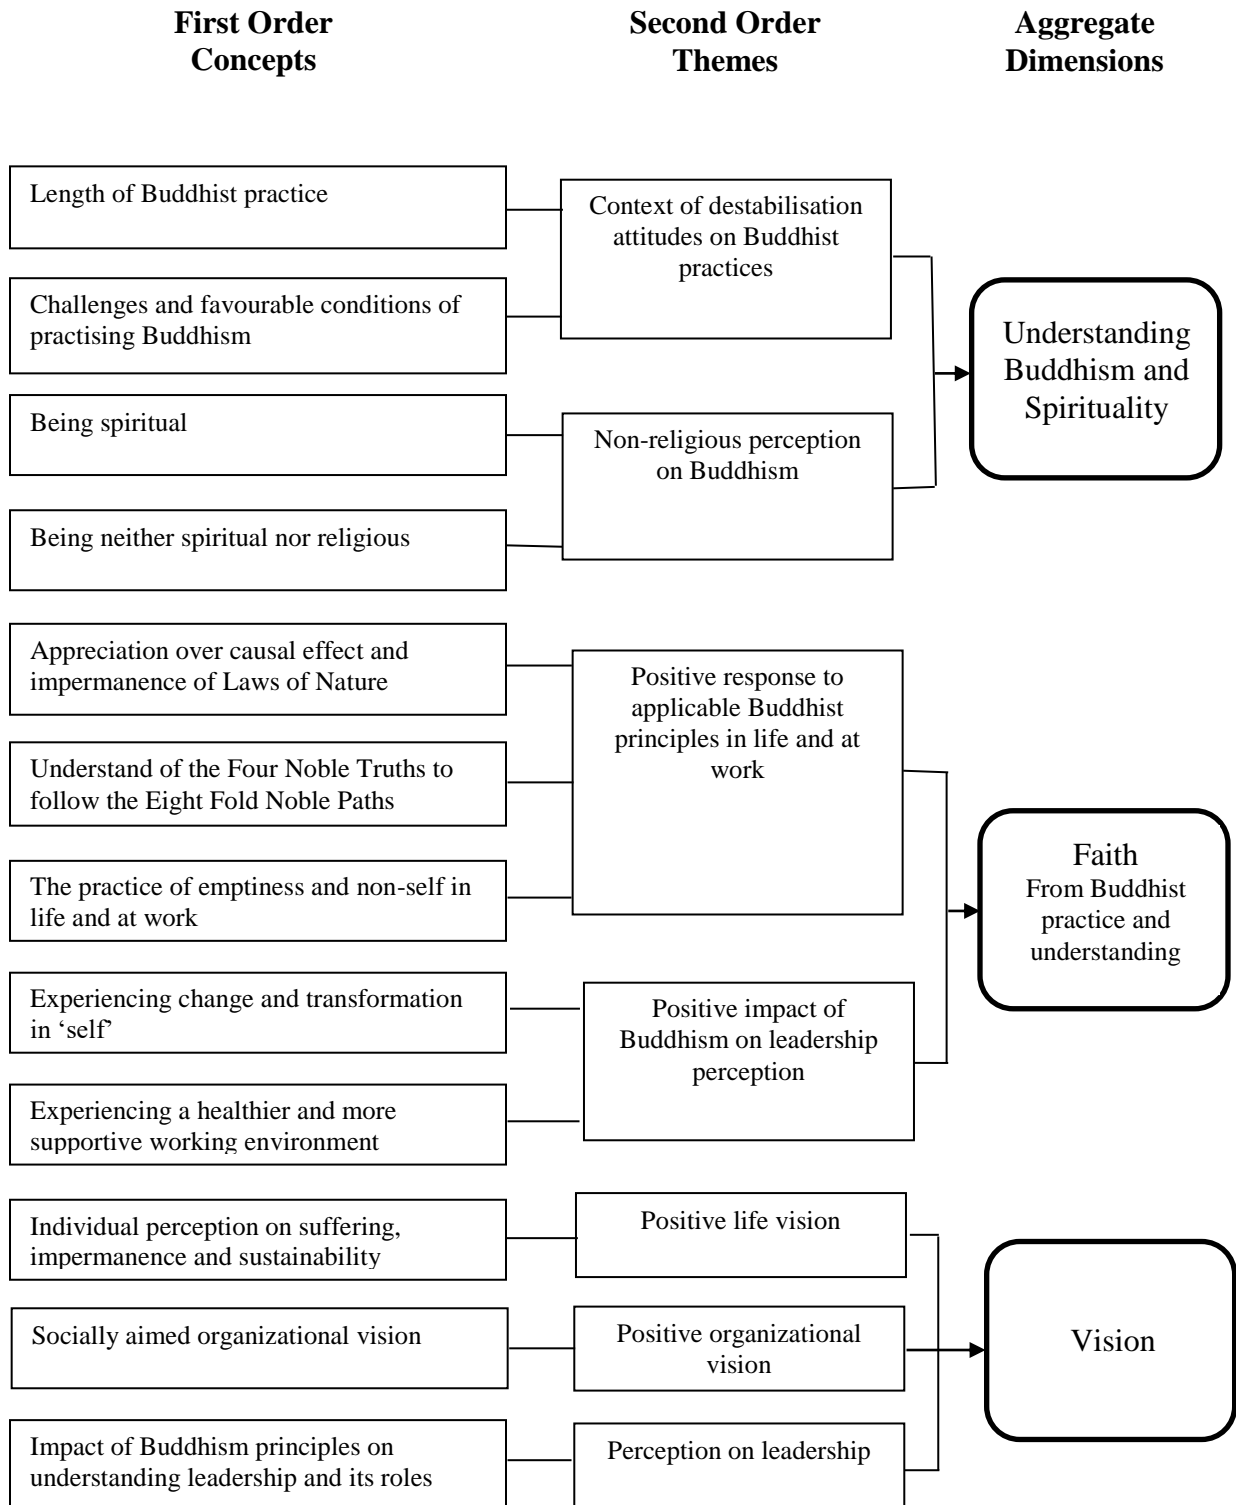 First Order
Concepts
Second Order
Themes
Aggregate
Dimensions
Length of Buddhist practice
Challenges and favourable conditions of
practising Buddhism
Being spiritual
Being neither spiritual nor religious
Context of destabilisation
attitudes on Buddhist
practices
Non-religious perception
on Buddhism
Understanding
Buddhism and
Spirituality
Appreciation over causal effect and
impermanence of Laws of Nature
Understand of the Four Noble Truths to
follow the Eight Fold Noble Paths
The practice of emptiness and non-self in
life and at work
Experiencing change and transformation
in ‘self’
Experiencing a healthier and more
supportive working environment
Positive response to
applicable Buddhist
principles in life and at
work
Positive impact of
Buddhism on leadership
perception
Faith
From Buddhist
practice and
understanding
Individual perception on suffering,
impermanence and sustainability
Socially aimed organizational vision
Impact of Buddhism principles on
understanding leadership and its roles
Positive life vision
Positive organizational
vision
Perception on leadership
Vision